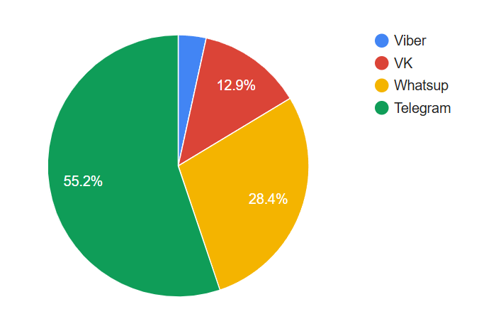 Viber
VK
Whatsup
Telegram
12.9%
28.4%
55.2%